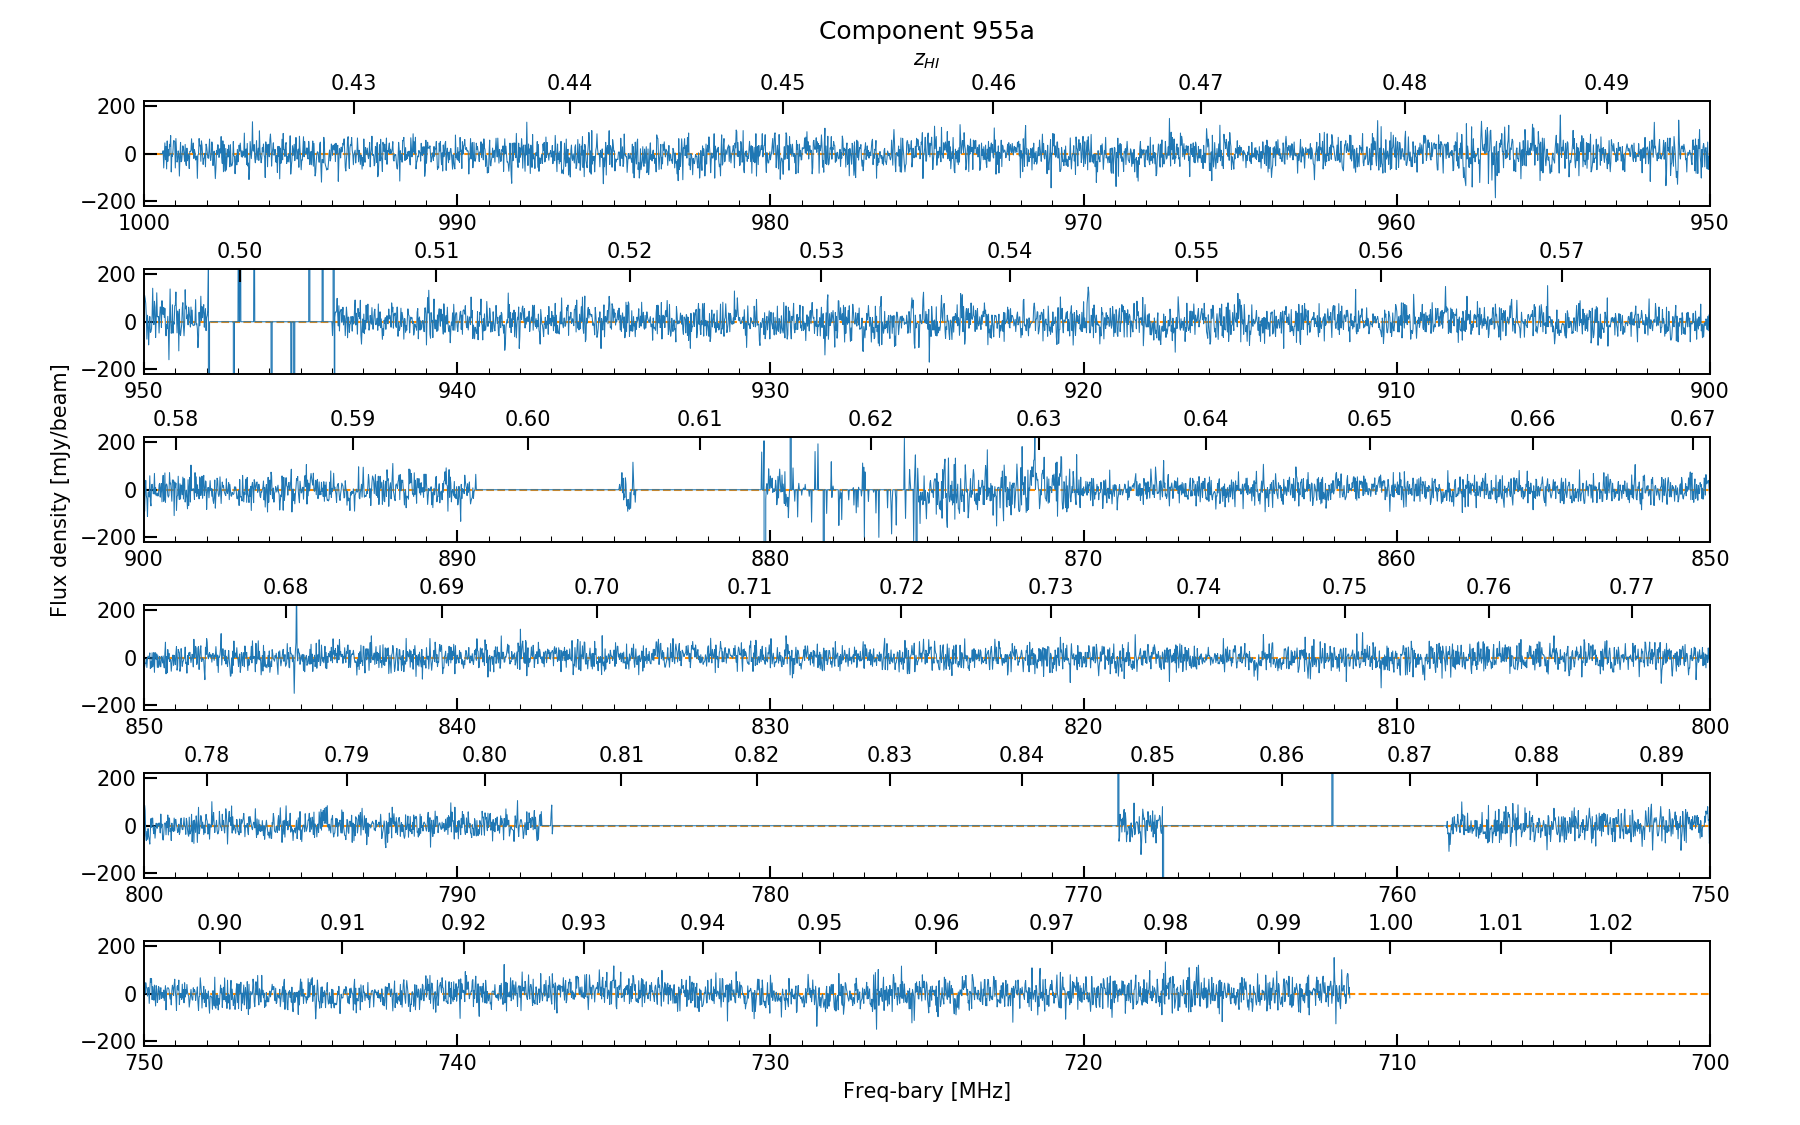 Component 955a
z_HI
0.43 0.44 0.45 0.46 0.47 0.48 0.49
200
0
−200
1000 990 980 970 960 950
0.50 0.51 0.52 0.53 0.54 0.55 0.56 0.57
200
0
−200
950 940 930 920 910 900
0.58 0.59 0.60 0.61 0.62 0.63 0.64 0.65 0.66 0.67
200
0
−200
900 890 880 870 860 850
Flux density [mJy/beam]
0.68 0.69 0.70 0.71 0.72 0.73 0.74 0.75 0.76 0.77
200
0
−200
850 840 830 820 810 800
0.78 0.79 0.80 0.81 0.82 0.83 0.84 0.85 0.86 0.87 0.88 0.89
200
0
−200
800 790 780 770 760 750
0.90 0.91 0.92 0.93 0.94 0.95 0.96 0.97 0.98 0.99 1.00 1.01 1.02
200
0
−200
750 740 730 720 710 700
Freq-bary [MHz]